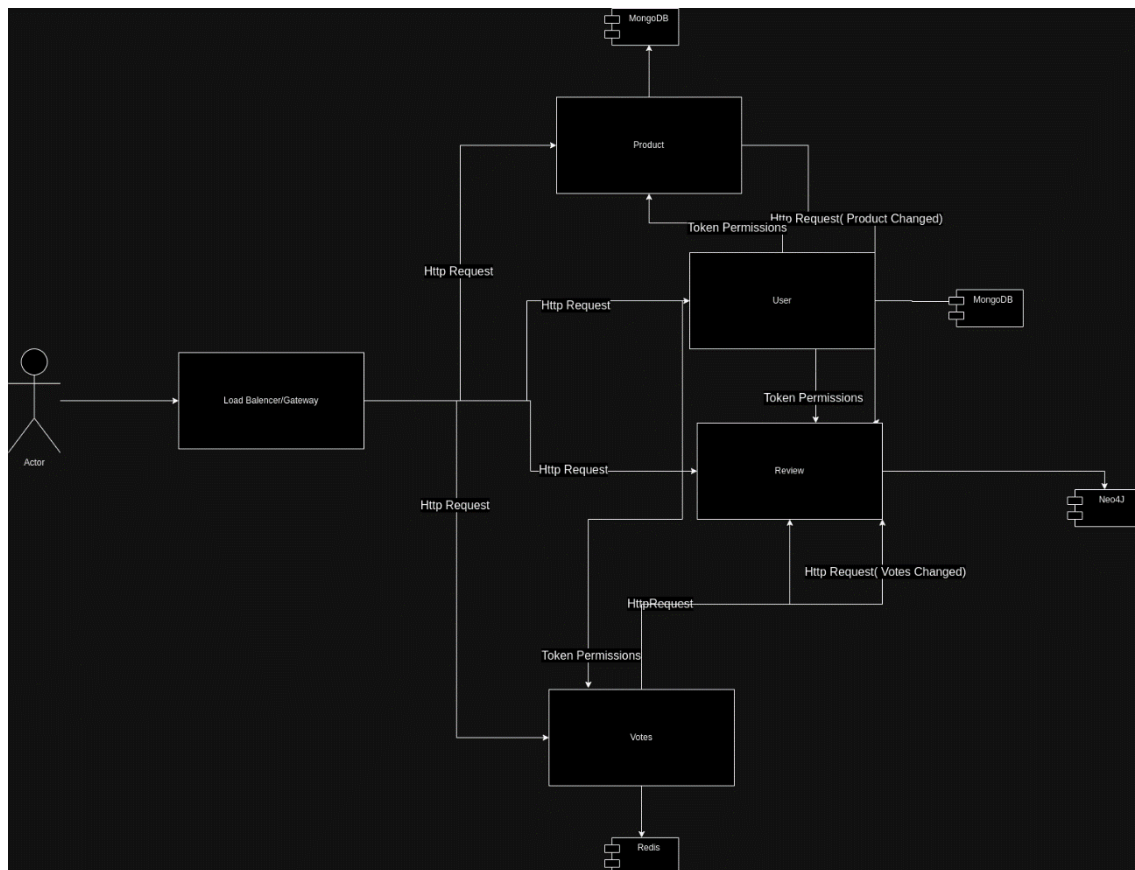 MongoDB
Product
Http Request( Product Changed)
Token Permissions
Http Request
User
MongoDB
Http Request
Token Permissions
Load Balencer/Gateway
Actor
Http Request
Review
Neo4J
Http Request
Http Request( Votes Changed)
HttpRequest
Token Permissions
Votes
Redis